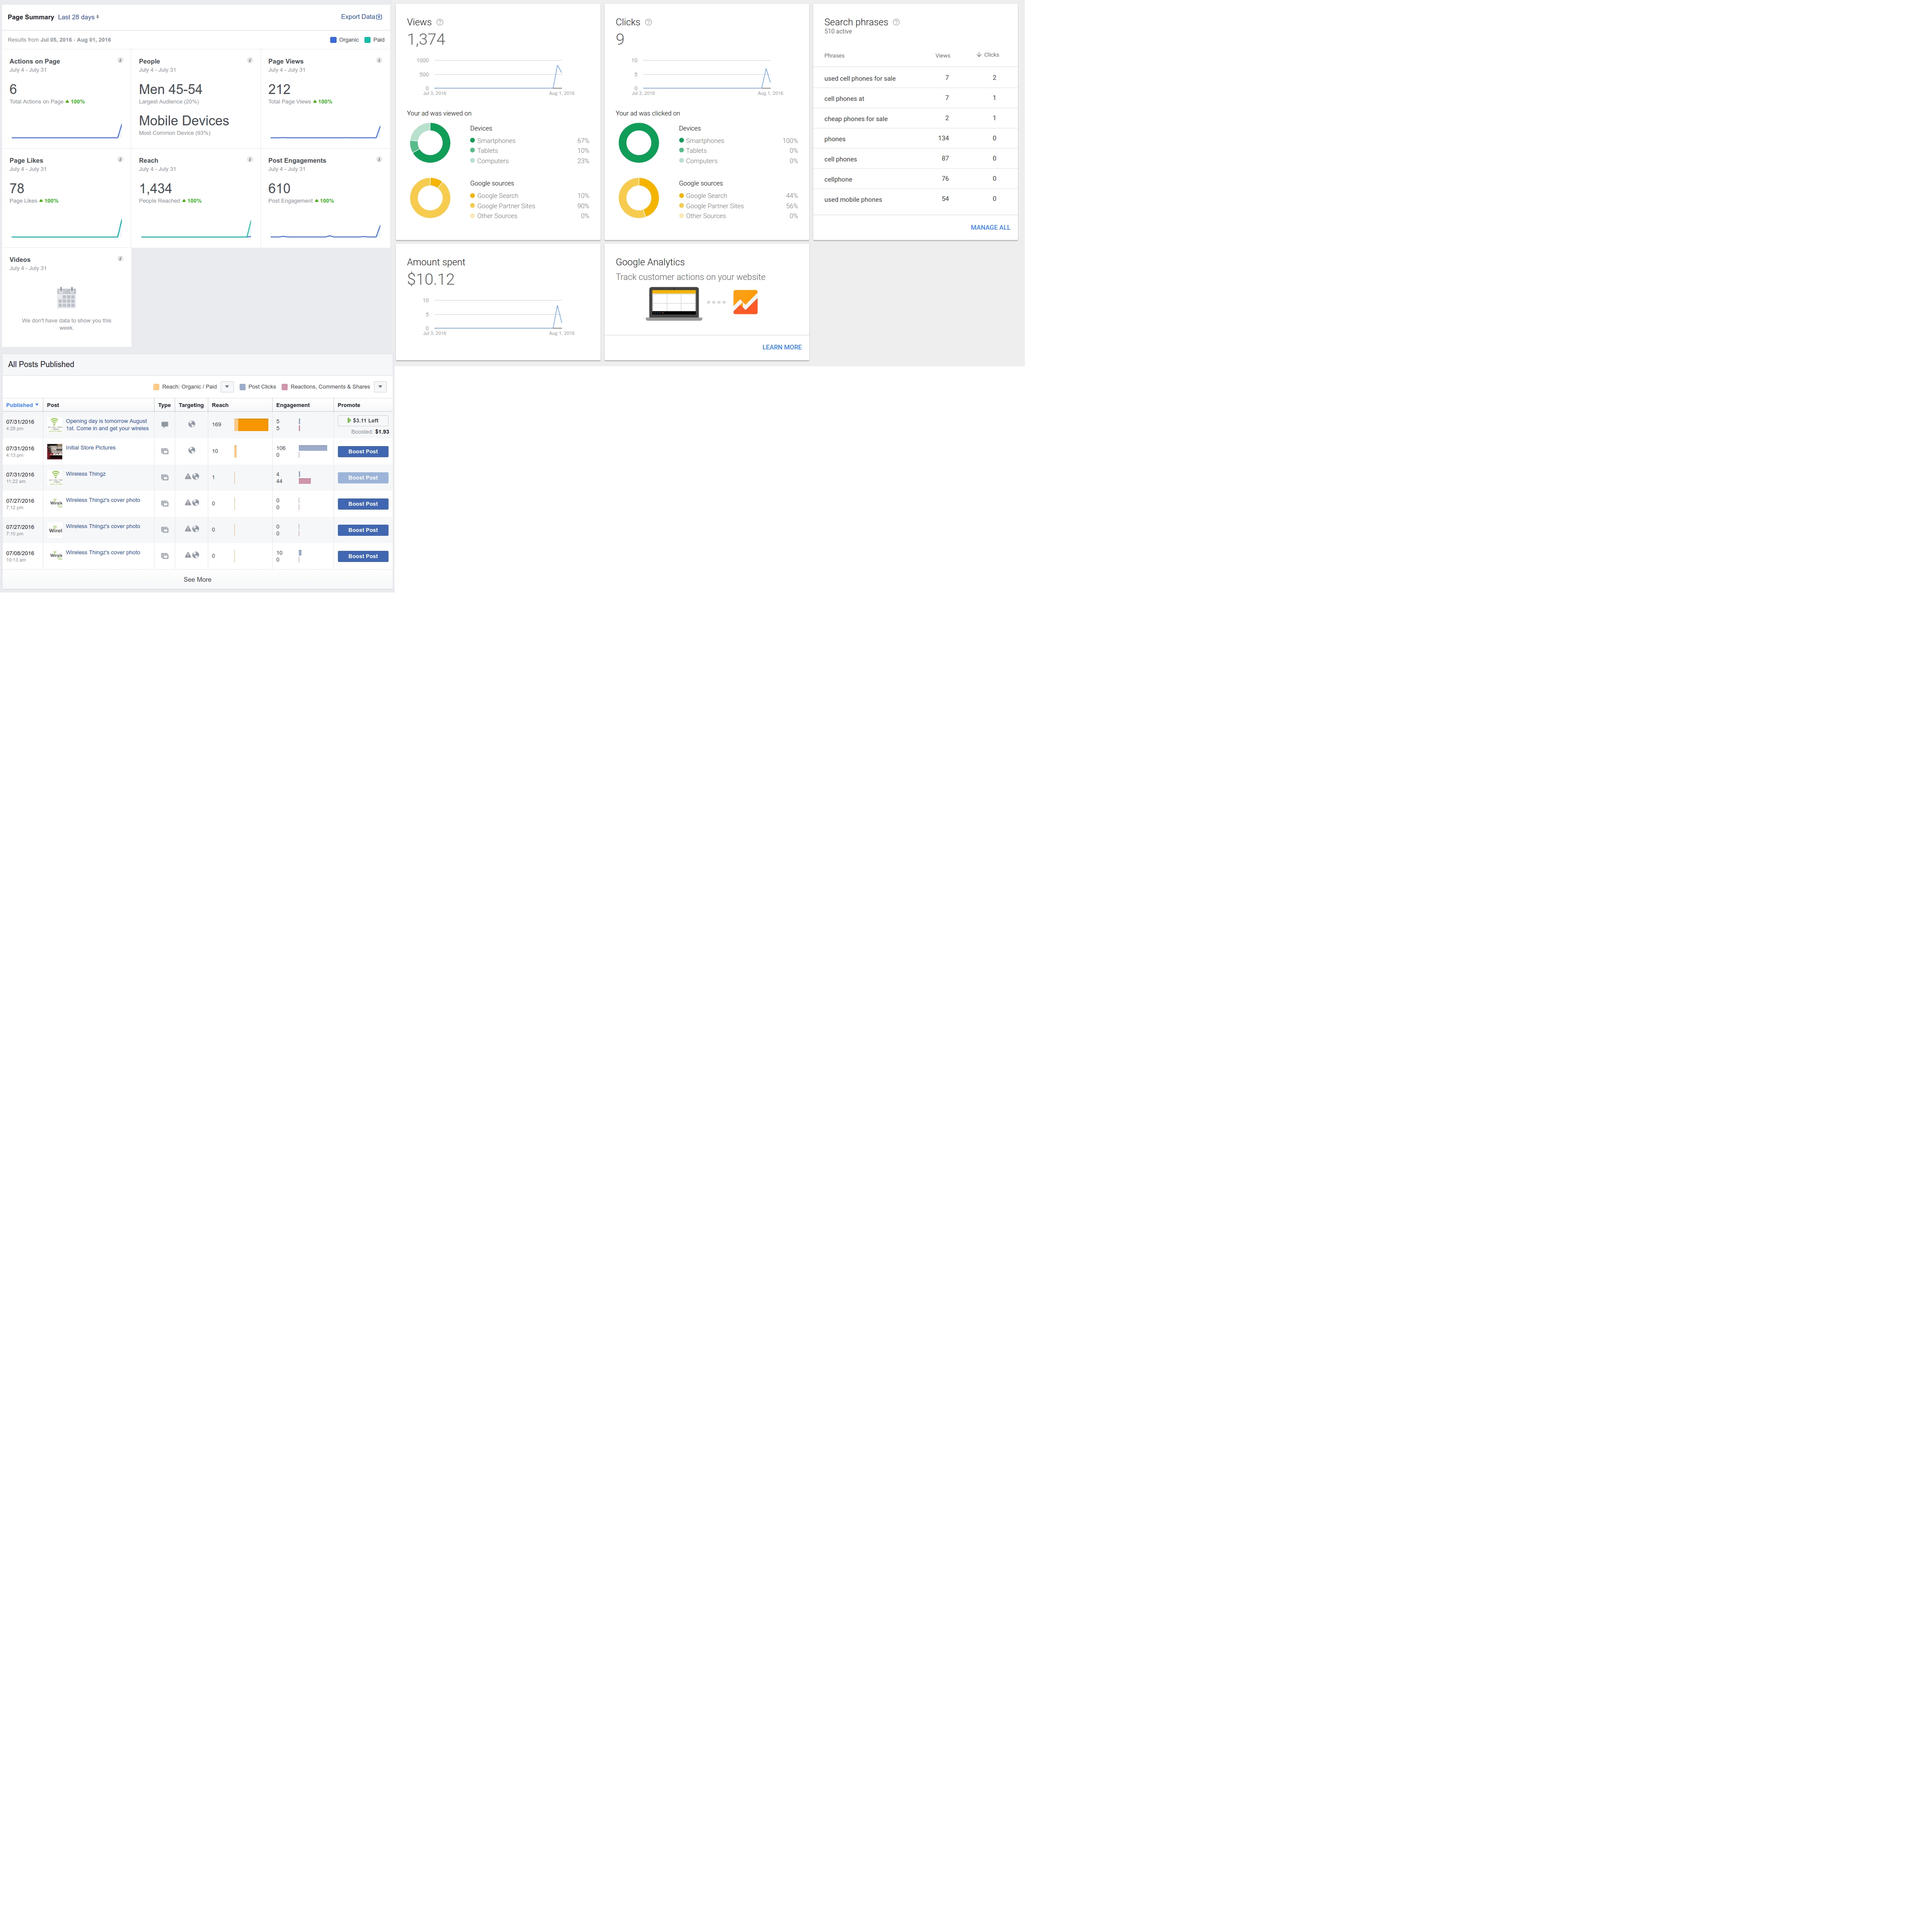 Page Summary Last 28 days
Export Data
Results from Jul 05, 2016 - Aug 01, 2016
Organic Paid
Actions on Page
July 4 - July 31
6
Total Actions on Page 100%
People
July 4 - July 31
Men 45-54
Largest Audience (20%)
Mobile Devices
Most Common Device (93%)
Page Views
July 4 - July 31
212
Total Page Views 100%
Page Likes
July 4 - July 31
78
Page Likes 100%
Reach
July 4 - July 31
1,434
People Reached 100%
Post Engagements
July 4 - July 31
610
Post Engagement 100%
Videos
July 4 - July 31
We don't have data to show you this
week.
All Posts Published
Reach: Organic / Paid Post Clicks Reactions, Comments & Shares
Published Post Type Targeting Reach Engagement Promote
07/31/2016
4:29 pm
Opening day is tomorrow August
1st. Come in and get your wireles
169
5
5
$3.11 Left
Boosted: $1.93
07/31/2016
4:13 pm
Initial Store Pictures
10
106
0
Boost Post
07/31/2016
11:22 am
Wireless Thingz
1
4
44
Boost Post
07/27/2016
7:12 pm
Wireless Thingz's cover photo
0
0
0
Boost Post
07/27/2016
7:10 pm
Wirel
Wireless Thingz's cover photo
0
0
0
Boost Post
07/08/2016
10:13 am
Wireless Thingz's cover photo
0
10
0
Boost Post
See More
Views
1,374
1000
500
0
Jul 3, 2016 Aug 1, 2016
Your ad was viewed on
Devices
Smartphones 67%
Tablets 10%
Computers 23%
Google sources
Google Search 10%
Google Partner Sites 90%
Other Sources 0%
Clicks
9
10
5
0
Jul 3, 2016 Aug 1, 2016
Your ad was clicked on
Devices
Smartphones 100%
Tablets 0%
Computers 0%
Google sources
Google Search 44%
Google Partner Sites 56%
Other Sources 0%
Search phrases
510 active
Phrases Views Clicks
used cell phones for sale 7 2
cell phones at 7 1
cheap phones for sale 2 1
phones 134 0
cell phones 87 0
cellphone 76 0
used mobile phones 54 0
MANAGE ALL
Amount spent
$10.12
10
5
0
Jul 3, 2016 Aug 1, 2016
Google Analytics
Track customer actions on your website
LEARN MORE